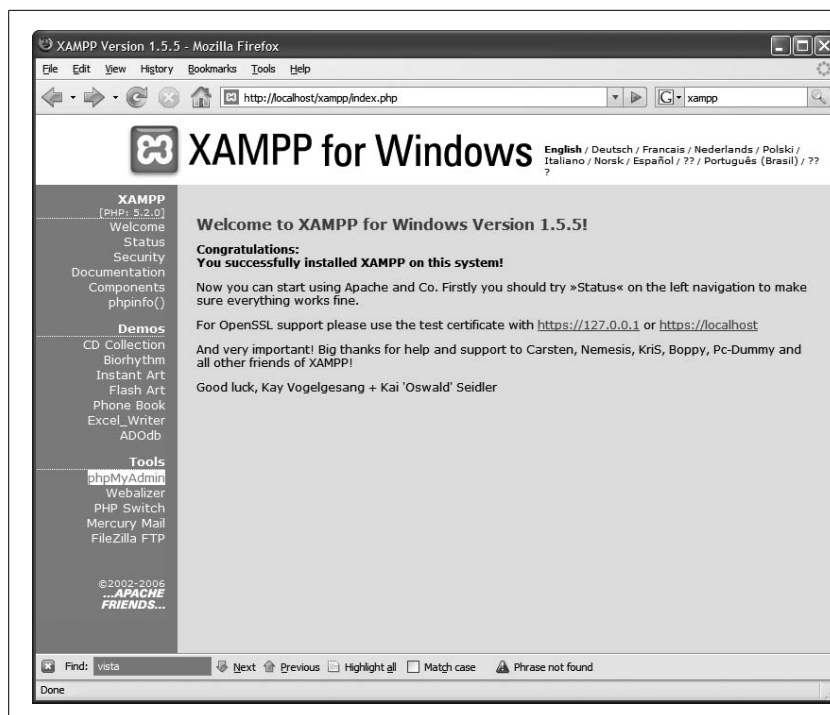 XAMPP Version 1.5.5 - Mozilla Firefox
File Edit View History Bookmarks Tools Help
http://localhost/xampp/index.php
G xampp
XAMPP for Windows
English / Deutsch / Francais / Nederlands / Polski /
Italiano / Norsk / Español / ?? / Português (Brasil) / ??
?
XAMPP
[PHP: 5.2.0]
Welcome
Status
Security
Documentation
Components
phpinfo()
Demos
CD Collection
Biorhythm
Instant Art
Flash Art
Phone Book
Excel_Writer
ADOdb
Tools
phpMyAdmin
Webalizer
PHP Switch
Mercury Mail
FileZilla FTP
©2002-2006
...APACHE
FRIENDS...
Welcome to XAMPP for Windows Version 1.5.5!
Congratulations:
You successfully installed XAMPP on this system!
Now you can start using Apache and Co. Firstly you should try »Status« on the left navigation to make
sure everything works fine.
For OpenSSL support please use the test certificate with https://127.0.0.1 or https://localhost
And very important! Big thanks for help and support to Carsten, Nemesis, KriS, Boppy, Pc-Dummy and
all other friends of XAMPP!
Good luck, Kay Vogelgesang + Kai 'Oswald' Seidler
Find: vista Next Previous Highlight all Match case Phrase not found
Done